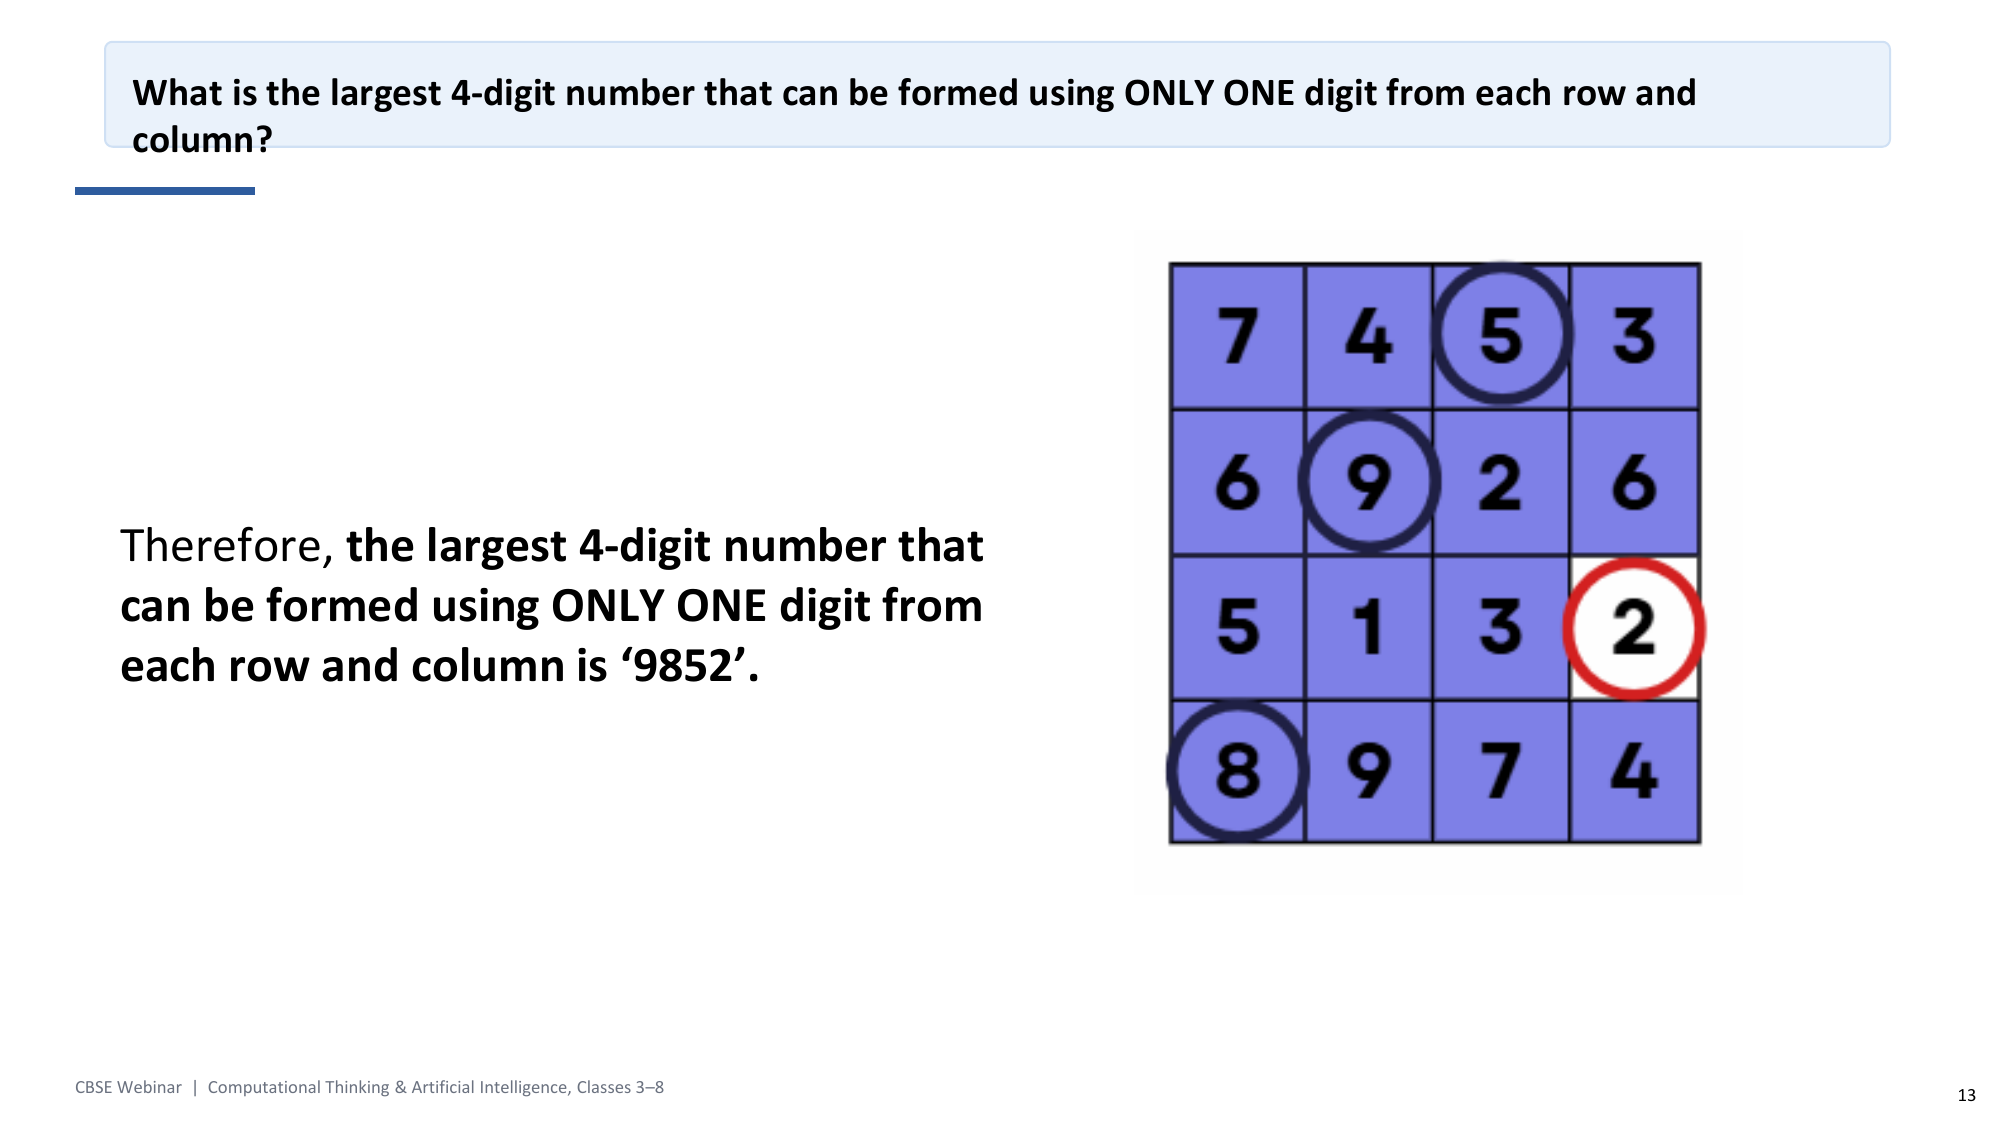 What is the largest 4-digit number that can be formed using ONLY ONE digit from each row and
column?
Therefore, the largest 4-digit number that
can be formed using ONLY ONE digit from
each row and column is ‘9852’.
7 4 5 3
6 9 2 6
5 1 3 2
8 9 7 4
CBSE Webinar | Computational Thinking & Artificial Intelligence, Classes 3–8
13